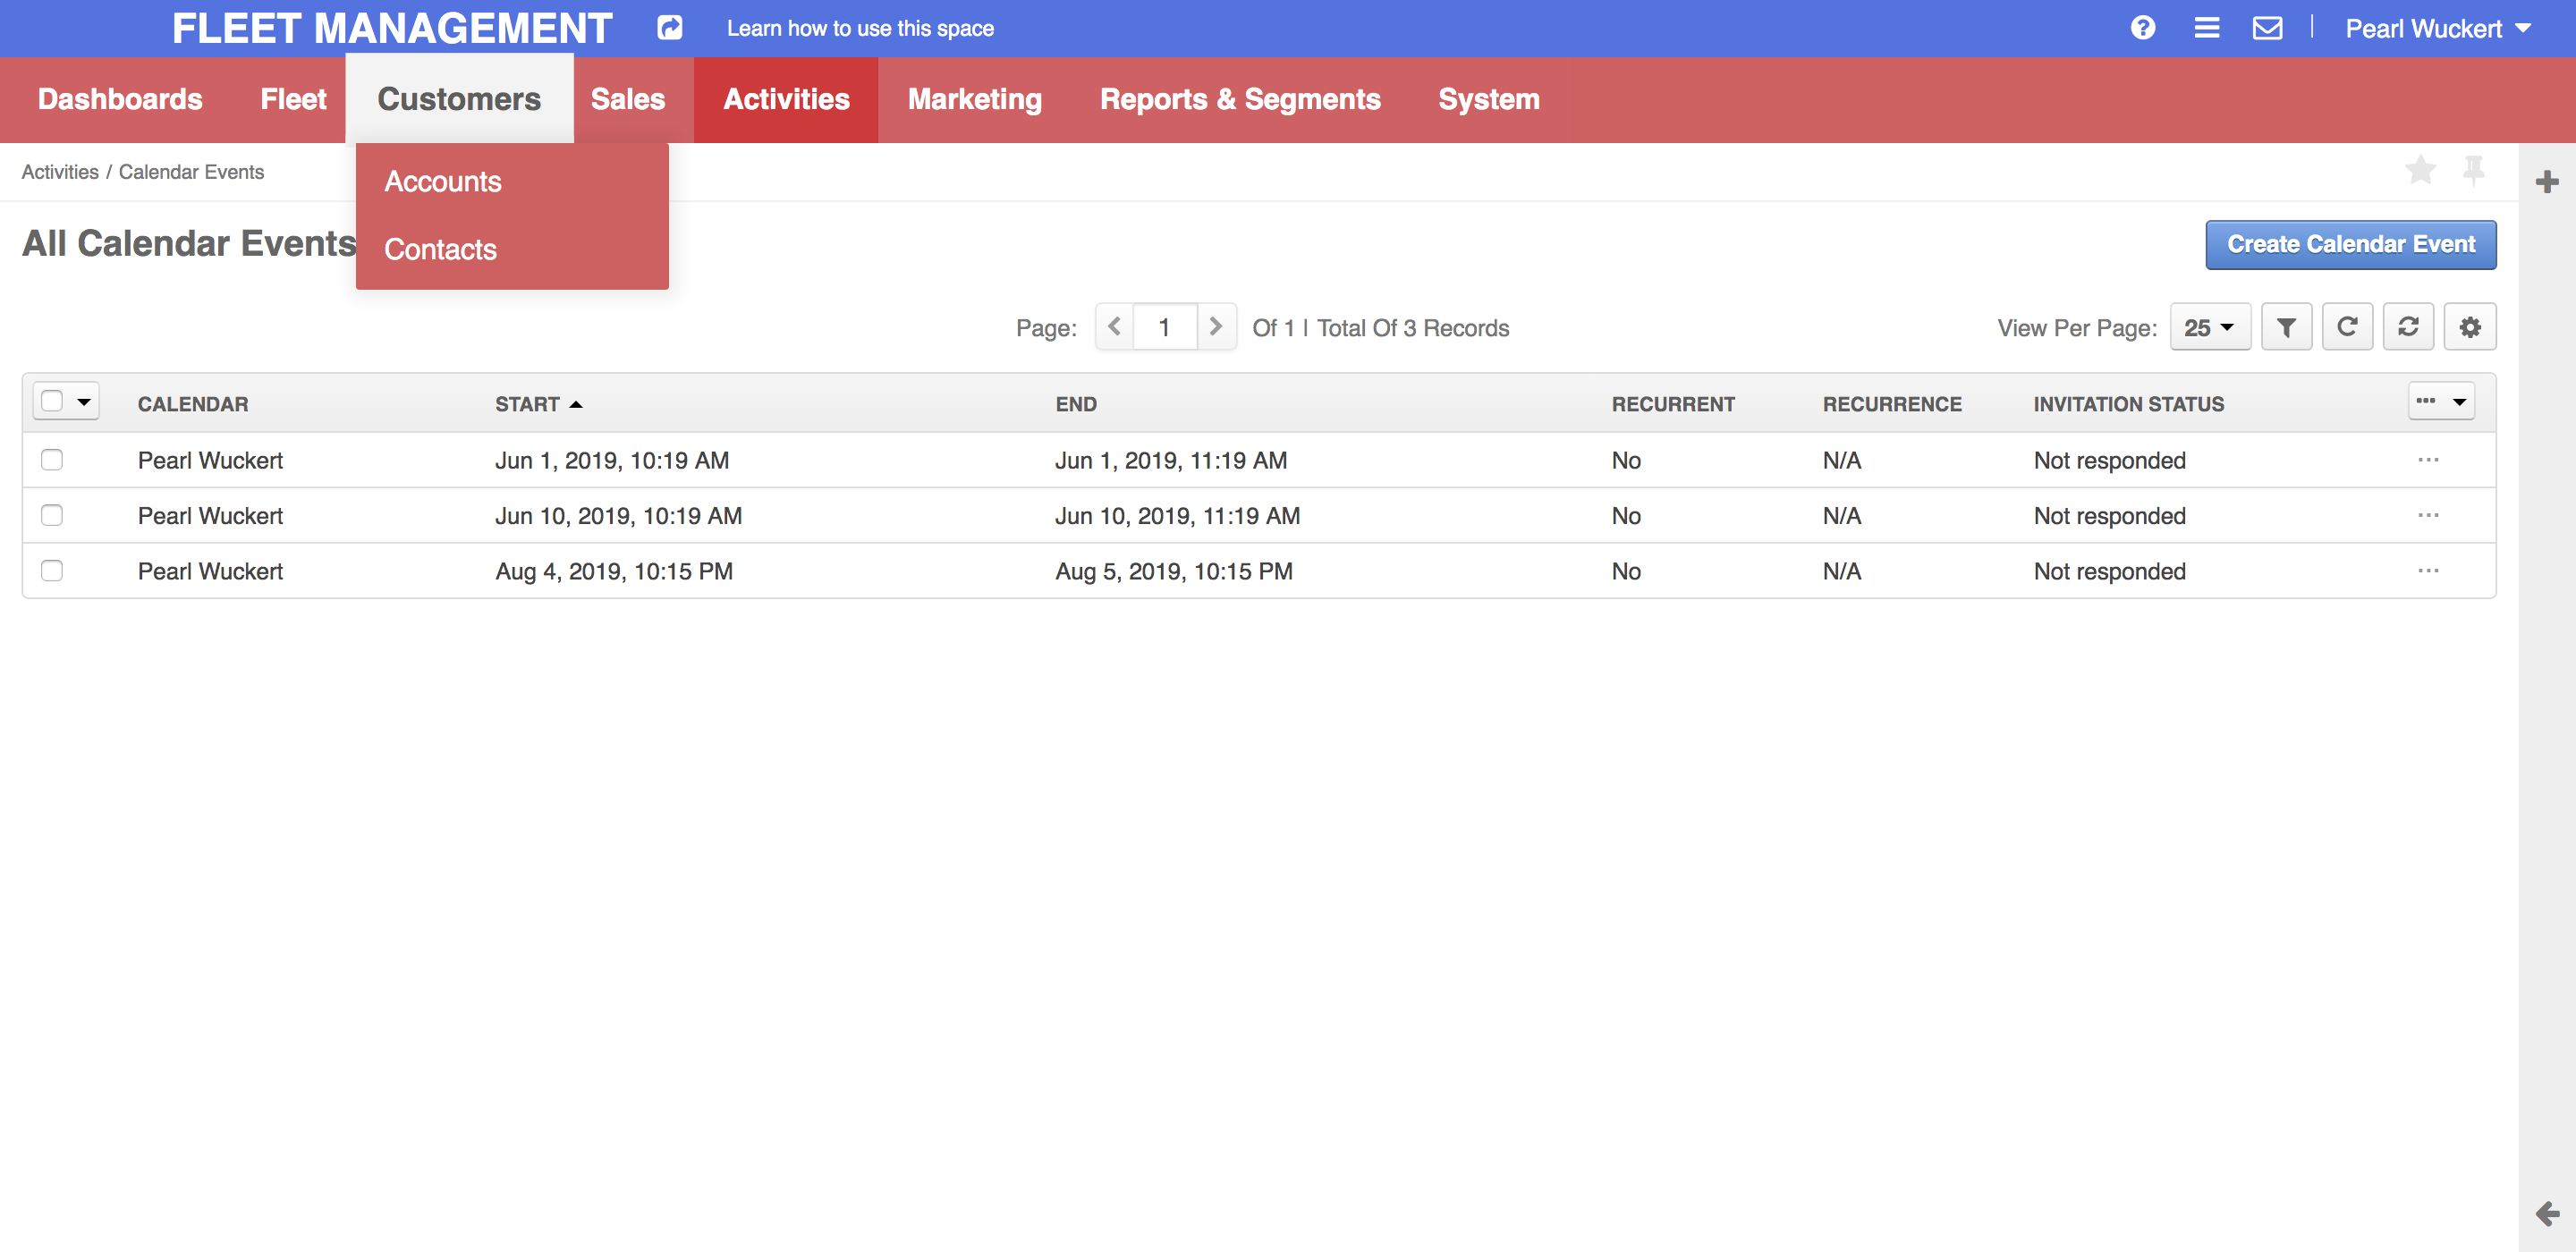 FLEET MANAGEMENT Learn how to use this space Pearl Wuckert
Dashboards Fleet Customers Sales Activities Marketing Reports & Segments System
Activities / Calendar Events
Accounts
All Calendar Events
Contacts
Create Calendar Event
Page: 1 Of 1 | Total Of 3 Records View Per Page: 25
CALENDAR START END RECURRENT RECURRENCE INVITATION STATUS
Pearl Wuckert Jun 1, 2019, 10:19 AM Jun 1, 2019, 11:19 AM No N/A Not responded
Pearl Wuckert Jun 10, 2019, 10:19 AM Jun 10, 2019, 11:19 AM No N/A Not responded
Pearl Wuckert Aug 4, 2019, 10:15 PM Aug 5, 2019, 10:15 PM No N/A Not responded